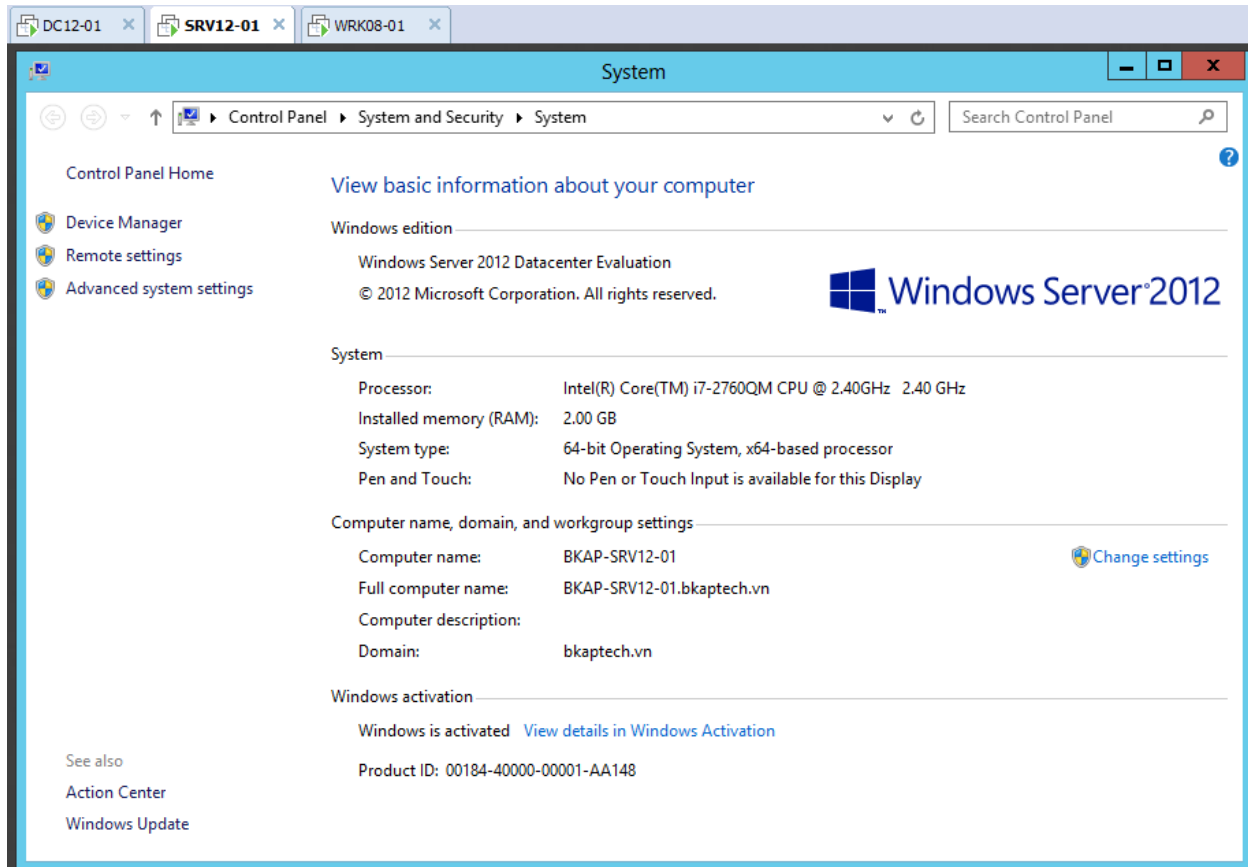 DC12-01 SRV12-01 WRK08-01
System
Control Panel System and Security System Search Control Panel
Control Panel Home
Device Manager
Remote settings
Advanced system settings
View basic information about your computer
Windows edition
Windows Server 2012 Datacenter Evaluation
© 2012 Microsoft Corporation. All rights reserved.
Windows Server 2012
System
Processor: Intel(R) Core(TM) i7-2760QM CPU @ 2.40GHz 2.40 GHz
Installed memory (RAM): 2.00 GB
System type: 64-bit Operating System, x64-based processor
Pen and Touch: No Pen or Touch Input is available for this Display
Computer name, domain, and workgroup settings
Computer name: BKAP-SRV12-01 Change settings
Full computer name: BKAP-SRV12-01.bkaptech.vn
Computer description:
Domain: bkaptech.vn
Windows activation
Windows is activated View details in Windows Activation
Product ID: 00184-40000-00001-AA148
See also
Action Center
Windows Update